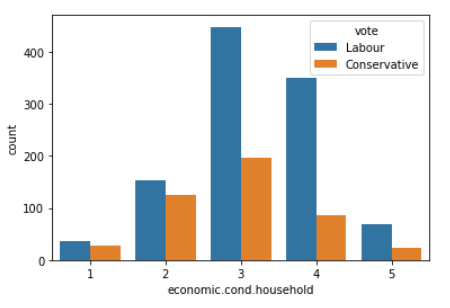 vote
Labour
Conservative
400
300
200
100
0
count
1 2 3 4 5
economic.cond.household